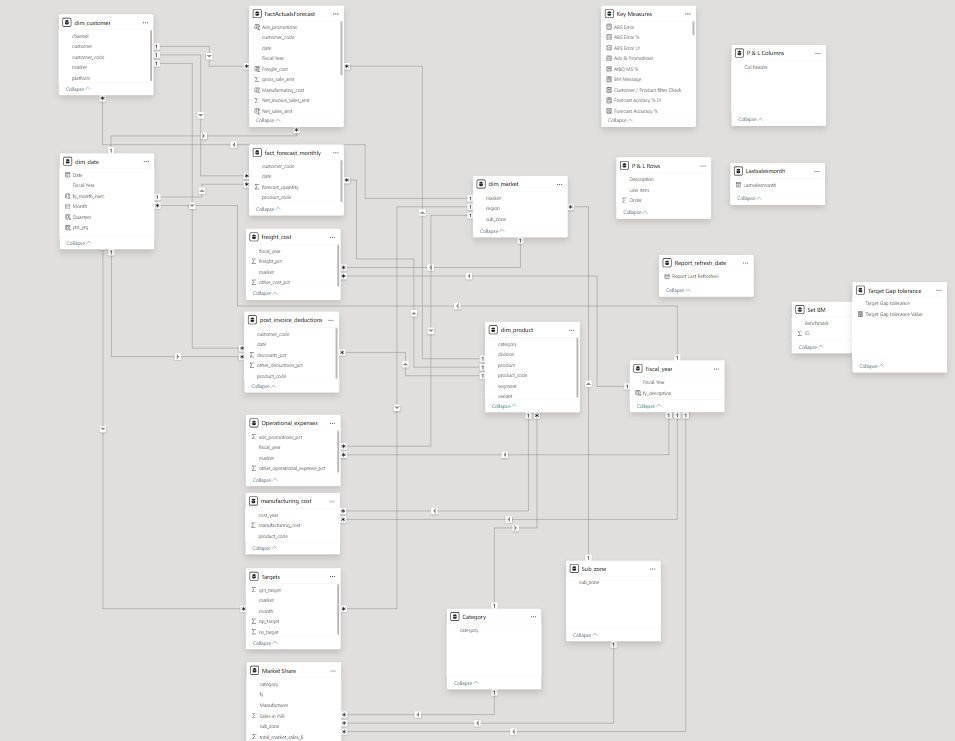 dim_customer
channel
customer
customer_code
market
platform
Collapse
factActualsForecast
Ads_promotions
customer_code
date
Fiscal Year
Freight_cost
gross_sale_amt
Manufacturing_cost
Net_invoice_sales_amt
Net_sales_amt
Collapse
Key Measures
ABS Error
ABS Error %
ABS Error LY
Ads & Promotions
BM Message
Customer / Product filter Check
Forecast Accuracy %
Collapse
P & L Columns
Col header
Collapse
dim_date
Date
Fiscal Year
fy_month_num
Month
Quarters
ytd_ytg
Collapse
fact_forecast_monthly
customer_code
date
forecast_quantity
product_code
Collapse
dim_market
market
region
sub_zone
Collapse
P & L Rows
Description
Line Item
Order
Collapse
Lastsalesmonth
Lastsalesmonth
Collapse
freight_cost
fiscal_year
freight_pct
market
other_cost_pct
Collapse
Report_refresh_date
Report Last Refreshed
Collapse
Set BM
Benchmark
ID
Collapse
Target Gap tolerance
Target Gap tolerance
Target Gap tolerance Value
Collapse
post_invoice_deductions
customer_code
date
discounts_pct
other_deductions_pct
product_code
Collapse
dim_product
category
division
product
product_code
segment
variant
Collapse
Fiscal_year
Fiscal Year
fy_description
Collapse
Operational_expenses
ads_promotions_pct
fiscal_year
market
other_operational_expense_pct
Collapse
manufacturing_cost
cost_year
manufacturing_cost
product_code
Collapse
Targets
gm_target
market
month
np_target
ns_target
Collapse
Category
category
Collapse
Sub_zone
sub_zone
Collapse
Market Share
category
fy
Manufacturer
Sales in INR
sub_zone
total_market_sales_$